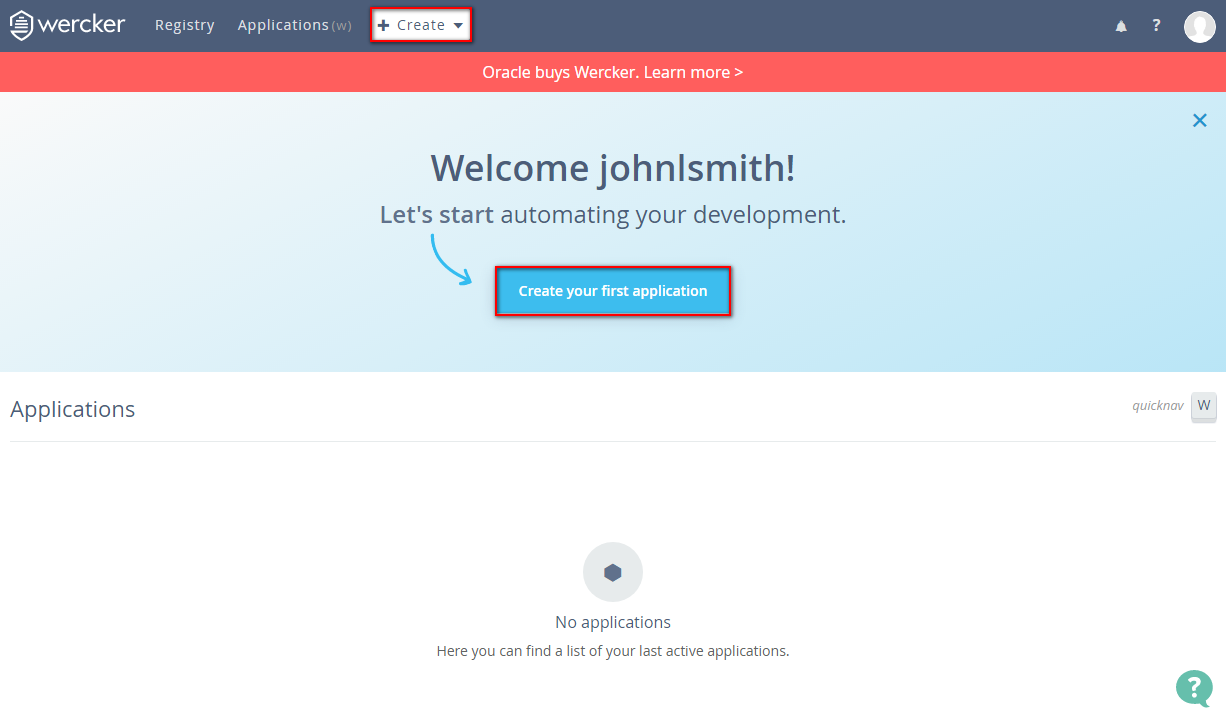 wercker
Registry
Applications (w)
+ Create
?
Oracle buys Wercker. Learn more >
Welcome johnlsmith!
Let's start automating your development.
Create your first application
Applications
quicknav W
No applications
Here you can find a list of your last active applications.
?